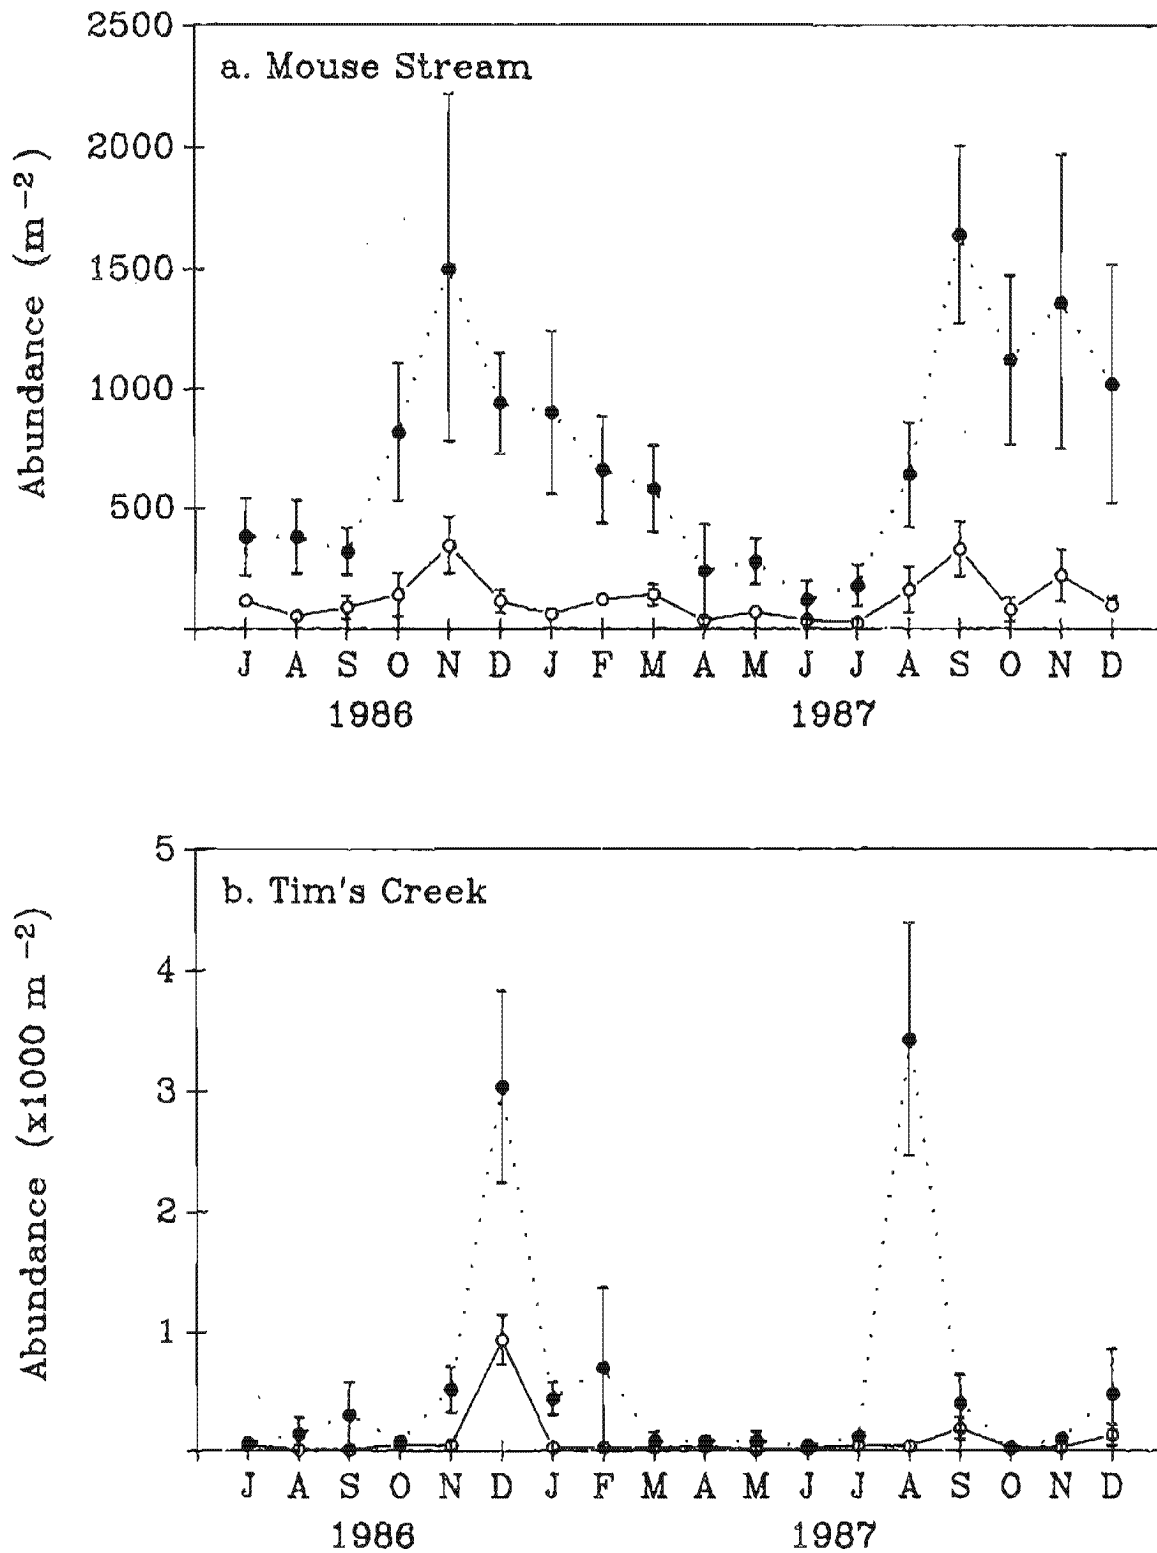 a. Mouse Stream
Abundance (m⁻²)
2500
2000
1500
1000
500
J A S O N D J F M A M J J A S O N D
1986 1987
b. Tim's Creek
Abundance (x1000 m⁻²)
5
4
3
2
1
J A S O N D J F M A M J J A S O N D
1986 1987